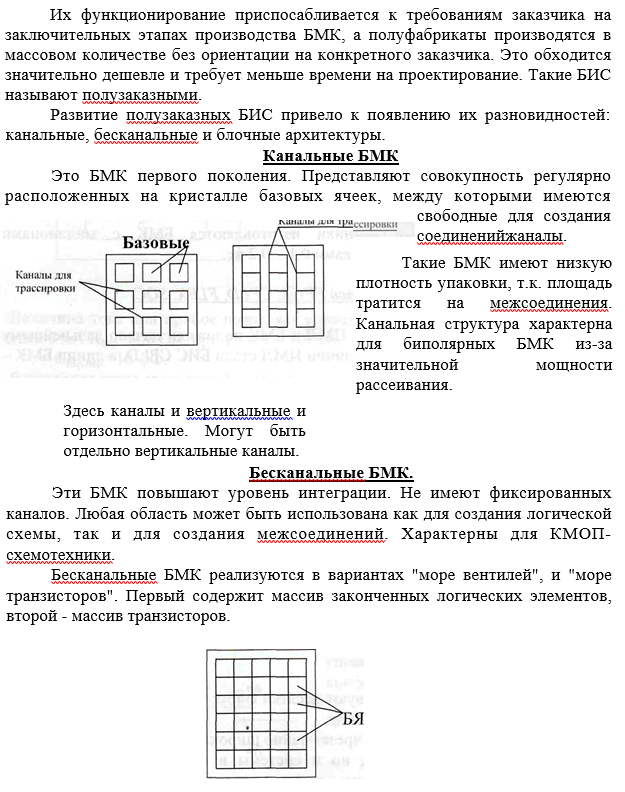 Их функционирование приспосабливается к требованиям заказчика на
заключительных этапах производства БМК, а полуфабрикаты производятся в
массовом количестве без ориентации на конкретного заказчика. Это обходится
значительно дешевле и требует меньше времени на проектирование. Такие БИС
называют полузаказными.
Развитие полузаказных БИС привело к появлению их разновидностей:
канальные, бесканальные и блочные архитектуры.
Канальные БМК
Это БМК первого поколения. Представляют совокупность регулярно
расположенных на кристалле базовых ячеек, между которыми имеются
свободные для создания
соединенийжаналы.
Каналы для трассировки
Базовые
Каналы для
трассировки
Такие БМК имеют низкую
плотность упаковки, т.к. площадь
тратится на межсоединения.
Канальная структура характерна
для биполярных БМК из-за
значительной мощности
рассеивания.
Здесь каналы и вертикальные и
горизонтальные. Могут быть
отдельно вертикальные каналы.
Бесканальные БМК.
Эти БМК повышают уровень интеграции. Не имеют фиксированных
каналов. Любая область может быть использована как для создания логической
схемы, так и для создания межсоединений. Характерны для КМОП-
схемотехники.
Бесканальные БМК реализуются в вариантах "море вентилей", и "море
транзисторов". Первый содержит массив законченных логических элементов,
второй - массив транзисторов.
БЯ